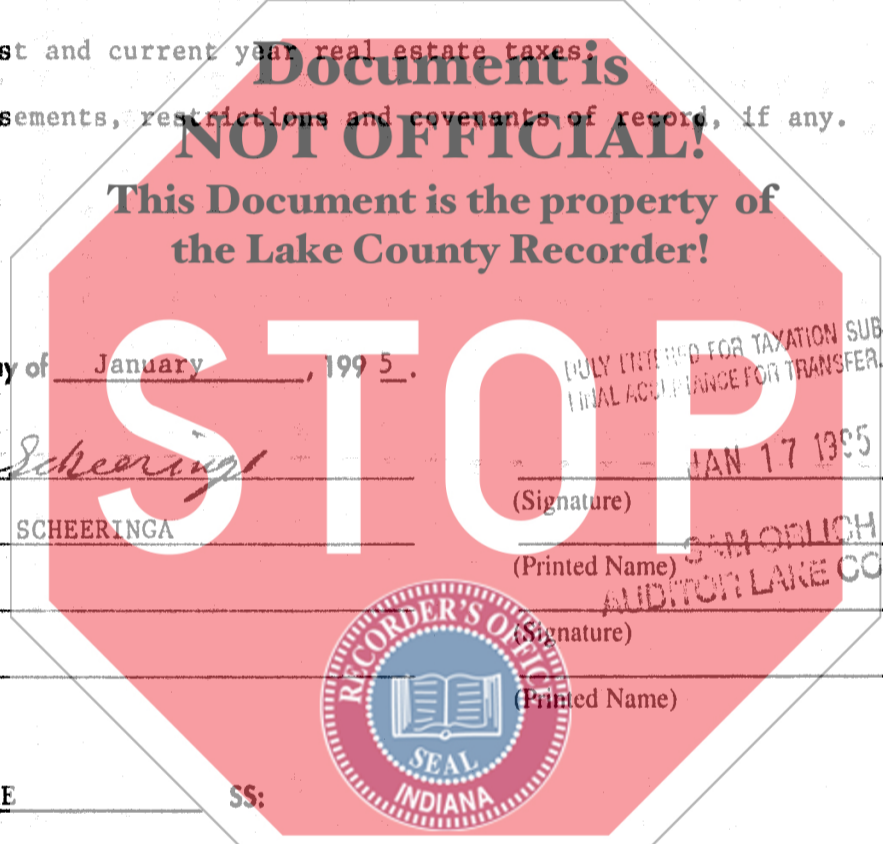 st and current year real estate taxes;
Document is
sements, restrictions and covenants of record, if any.
NOT OFFICIAL!
This Document is the property of
the Lake County Recorder!
STOP
y of January, 199 5.
DULY ENTERED FOR TAXATION SUB
FINAL ACCEPTANCE FOR TRANSFER.
Scheeringa
JAN 17 1995
(Signature)
SCHEERINGA
(Printed Name)
SAM ORLICH
AUDITOR LAKE CO
(Signature)
(Printed Name)
RECORDER'S OFFICE
SEAL
INDIANA
E SS: